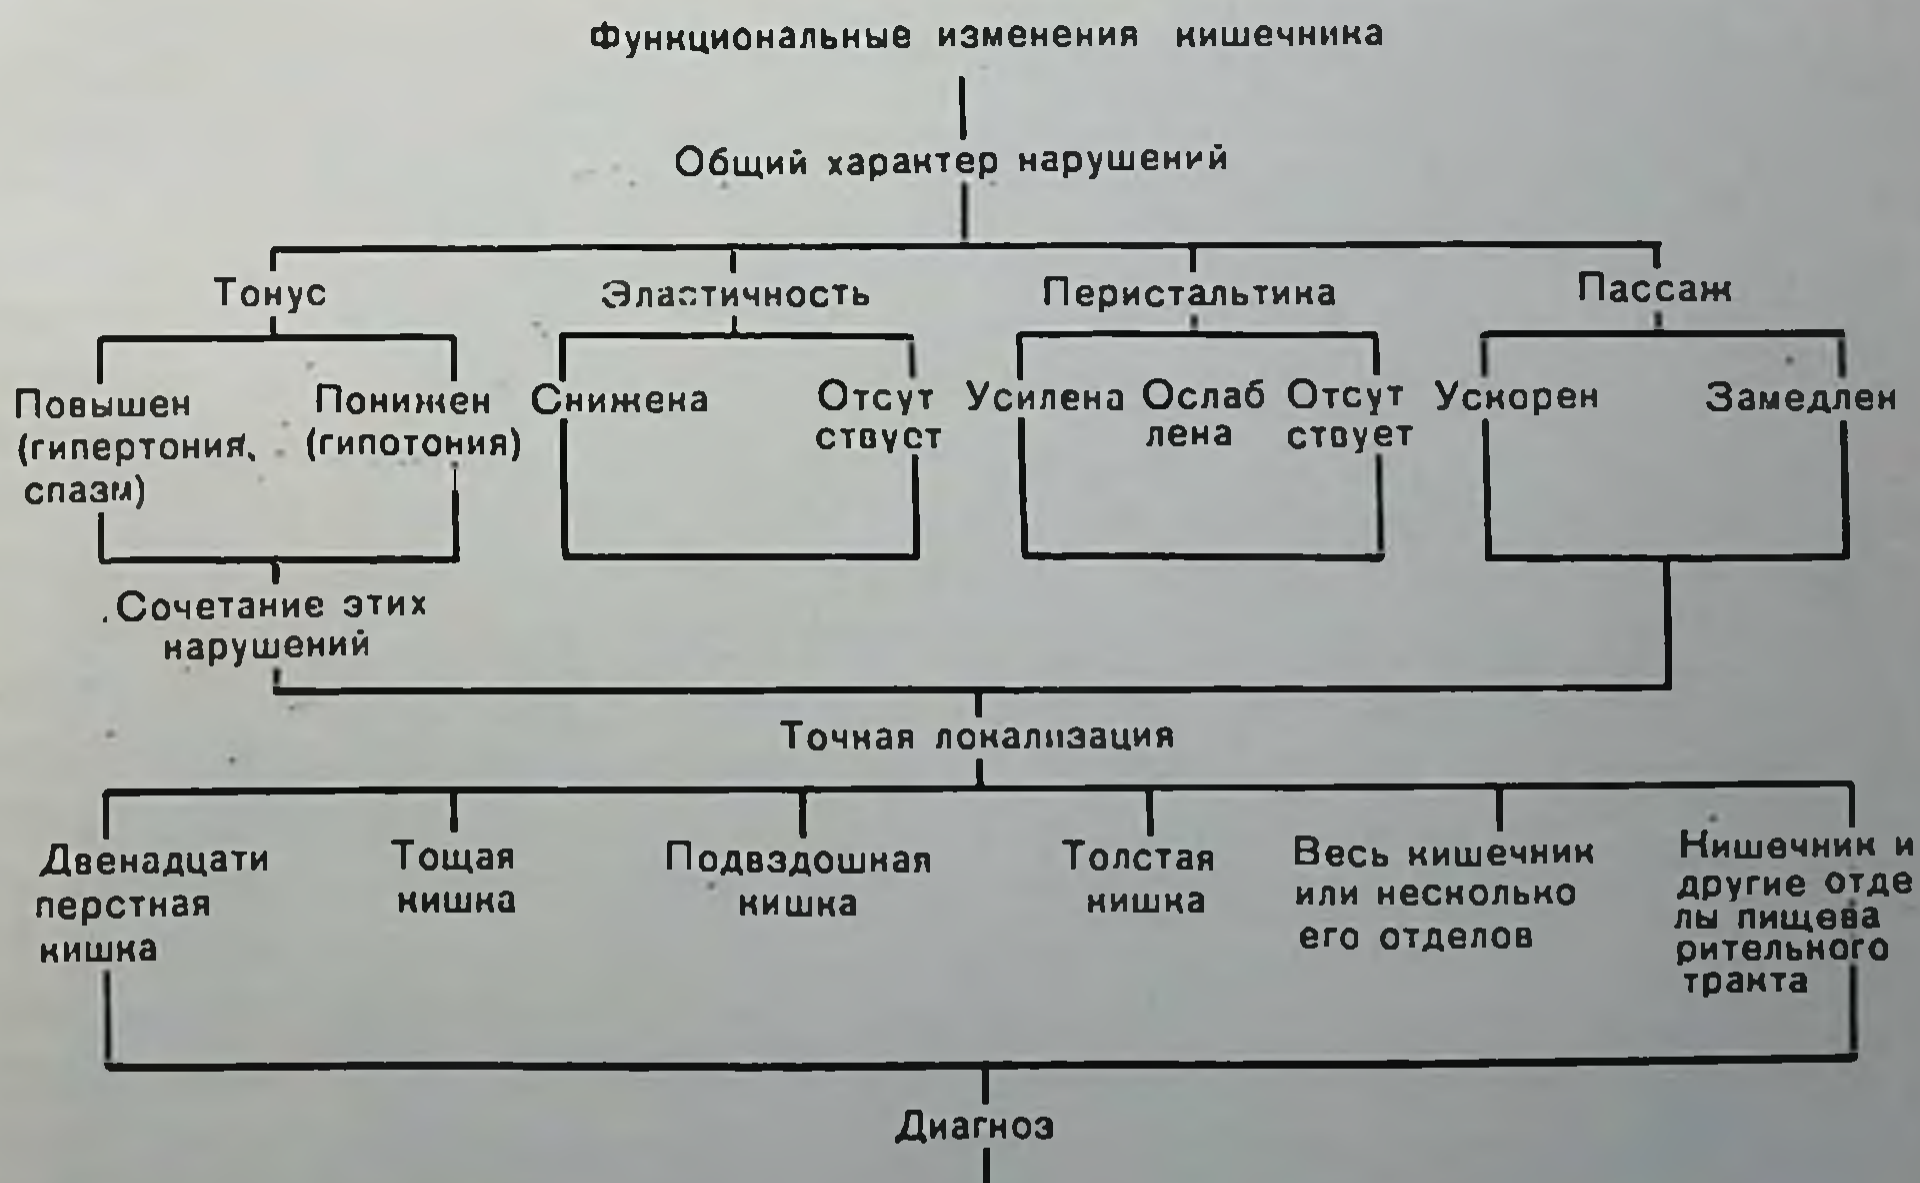 Функциональные изменения кишечника
Общий характер нарушений
Тонус Эластичность Перистальтика Пассаж
Повышен
(гипертония,
спазм)
Понижен
(гипотония)
Снижена
Отсут
ствует
Усилена
Ослаб
лена
Отсут
ствует
Ускорен
Замедлен
Сочетание этих
нарушений
Точная локализация
Двенадцати
перстная
кишка
Тощая
кишка
Подвздошная
кишка
Толстая
кишка
Весь кишечник
или несколько
его отделов
Кишечник и
другие отде
лы пищева
рительного
тракта
Диагноз